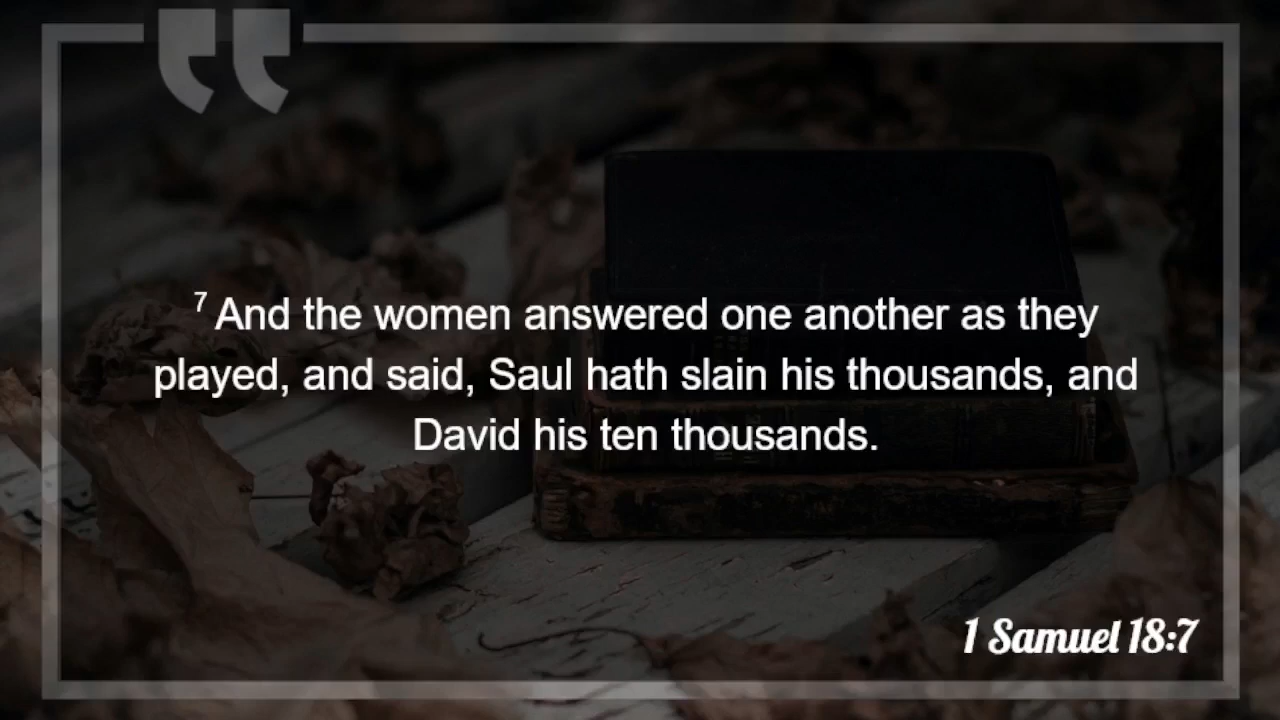 7 And the women answered one another as they
played, and said, Saul hath slain his thousands, and
David his ten thousands.
1 Samuel 18:7